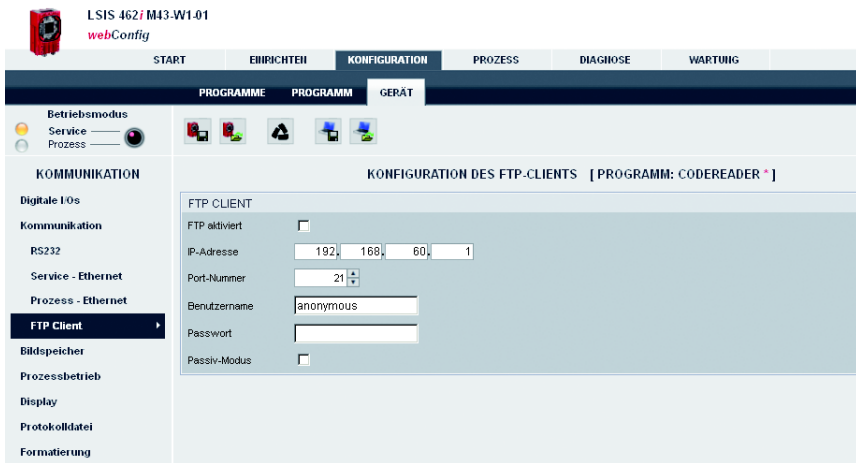 LSIS 462i M43-W1-01
webConfig
START EINRICHTEN KONFIGURATION PROZESS DIAGNOSE WARTUNG
PROGRAMME PROGRAMM GERÄT
Betriebsmodus
Service
Prozess
KOMMUNIKATION
Digitale I/Os
Kommunikation
RS232
Service - Ethernet
Prozess - Ethernet
FTP Client
Bildspeicher
Prozessbetrieb
Display
Protokolldatei
Formatierung
KONFIGURATION DES FTP-CLIENTS [ PROGRAMM: CODEREADER * ]
FTP CLIENT
FTP aktiviert
IP-Adresse 192. 168. 60. 1
Port-Nummer 21
Benutzername anonymous
Passwort
Passiv-Modus